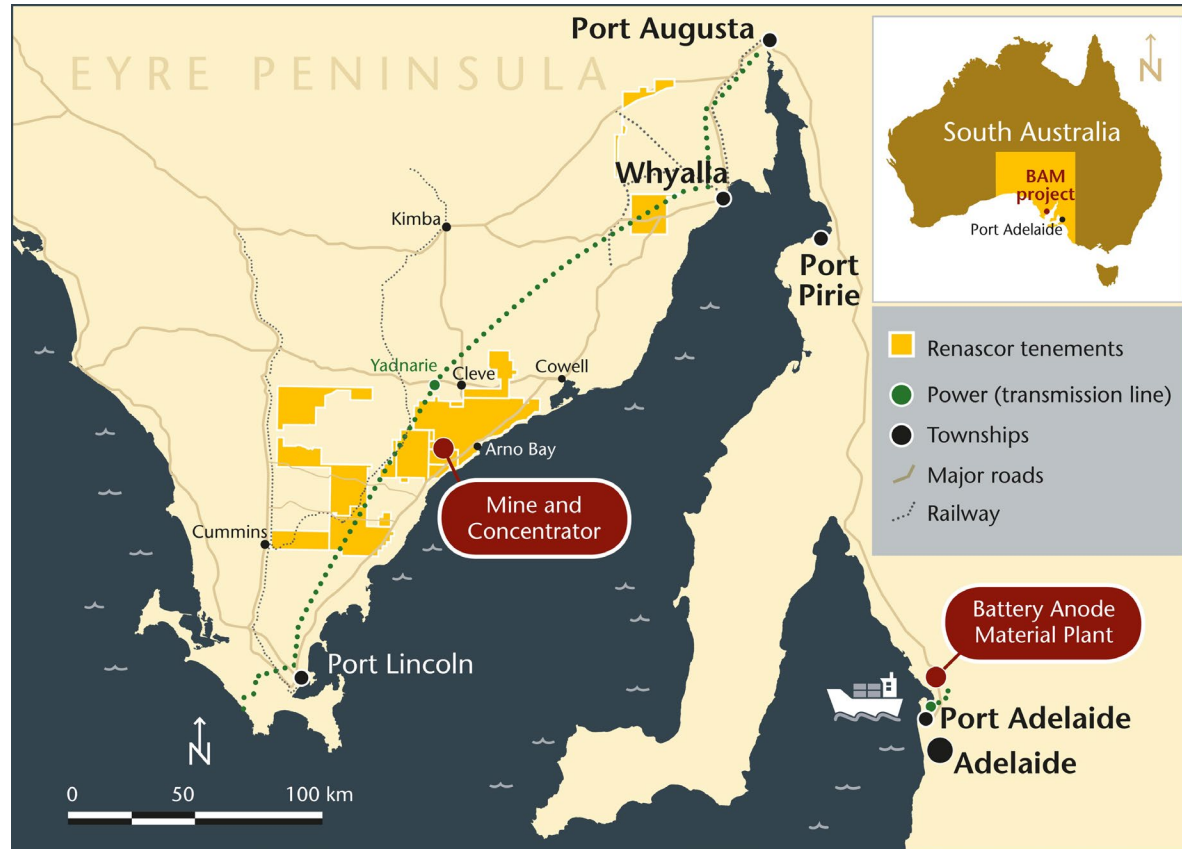 Port Augusta
EYRE PENINSULA
Whyalla
Kimba
Port
Pirie
Yadnarie
Cleve
Cowell
Arno Bay
Mine and
Concentrator
Cummins
Port Lincoln
N
0 50 100 km
N
South Australia
BAM
project
Port Adelaide
Renascor tenements
Power (transmission line)
Townships
Major roads
Railway
Battery Anode
Material Plant
Port Adelaide
Adelaide